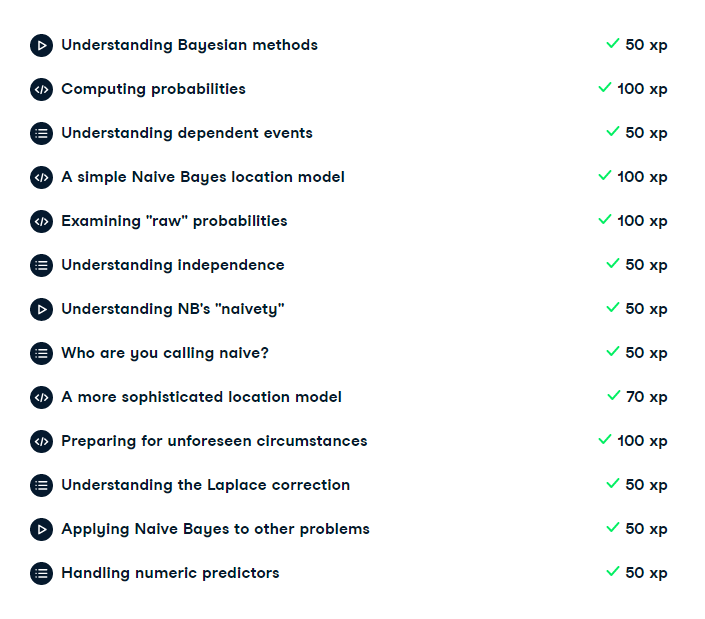 Understanding Bayesian methods 50 xp
Computing probabilities 100 xp
Understanding dependent events 50 xp
A simple Naive Bayes location model 100 xp
Examining "raw" probabilities 100 xp
Understanding independence 50 xp
Understanding NB's "naivety" 50 xp
Who are you calling naive? 50 xp
A more sophisticated location model 70 xp
Preparing for unforeseen circumstances 100 xp
Understanding the Laplace correction 50 xp
Applying Naive Bayes to other problems 50 xp
Handling numeric predictors 50 xp